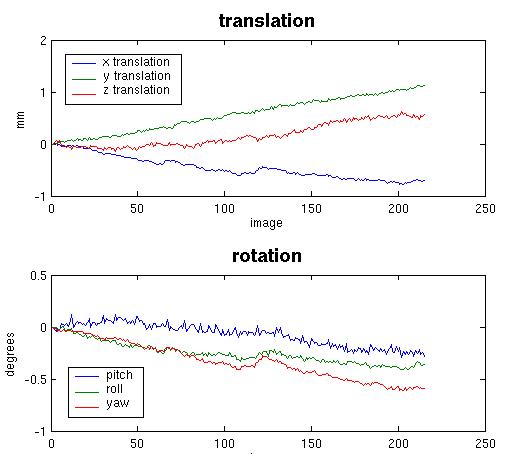 translation
2
1
0
-1
mm
x translation
y translation
z translation
0 50 100 150 200 250
image
rotation
0.5
0
-0.5
-1
degrees
pitch
roll
yaw
0 50 100 150 200 250